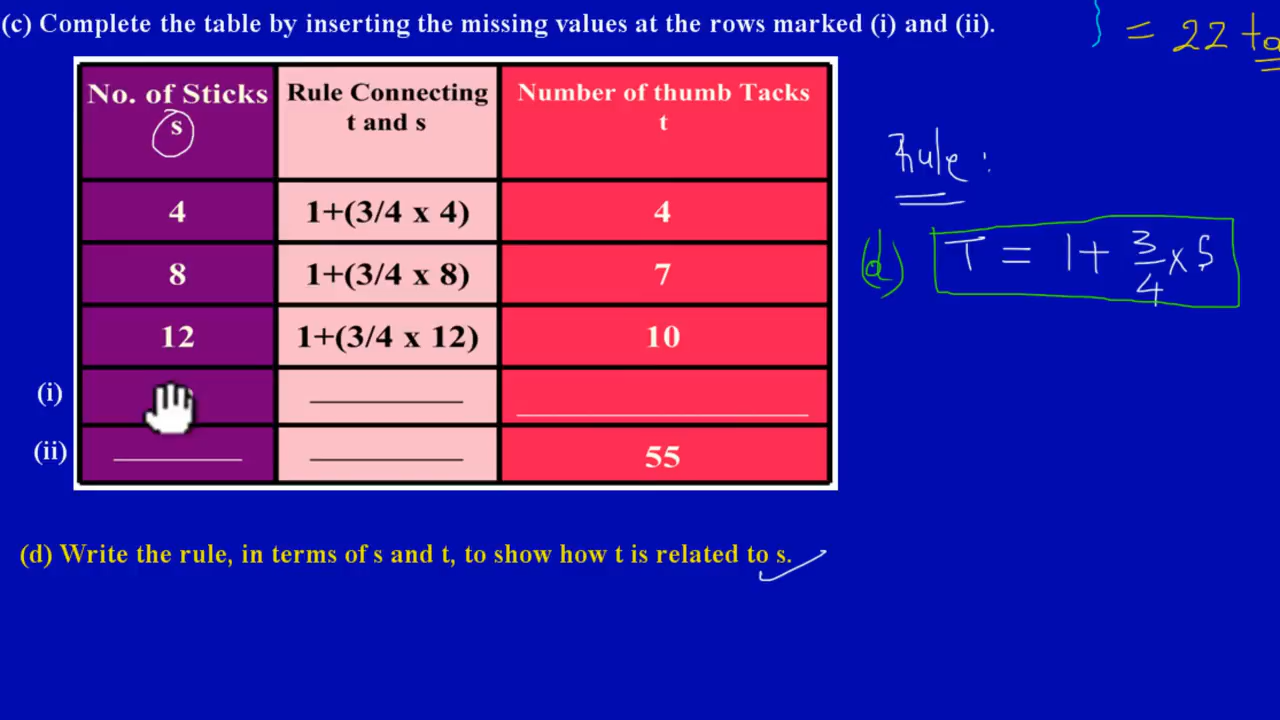 (c) Complete the table by inserting the missing values at the rows marked (i) and (ii).
= 22 ta
No. of Sticks
s
Rule Connecting
t and s
Number of thumb Tacks
t
Rule:
4
1+(3/4 x 4)
4
(d) T = 1 + 3/4 x S
8
1+(3/4 x 8)
7
12
1+(3/4 x 12)
10
(i)
(ii)
55
(d) Write the rule, in terms of s and t, to show how t is related to s.